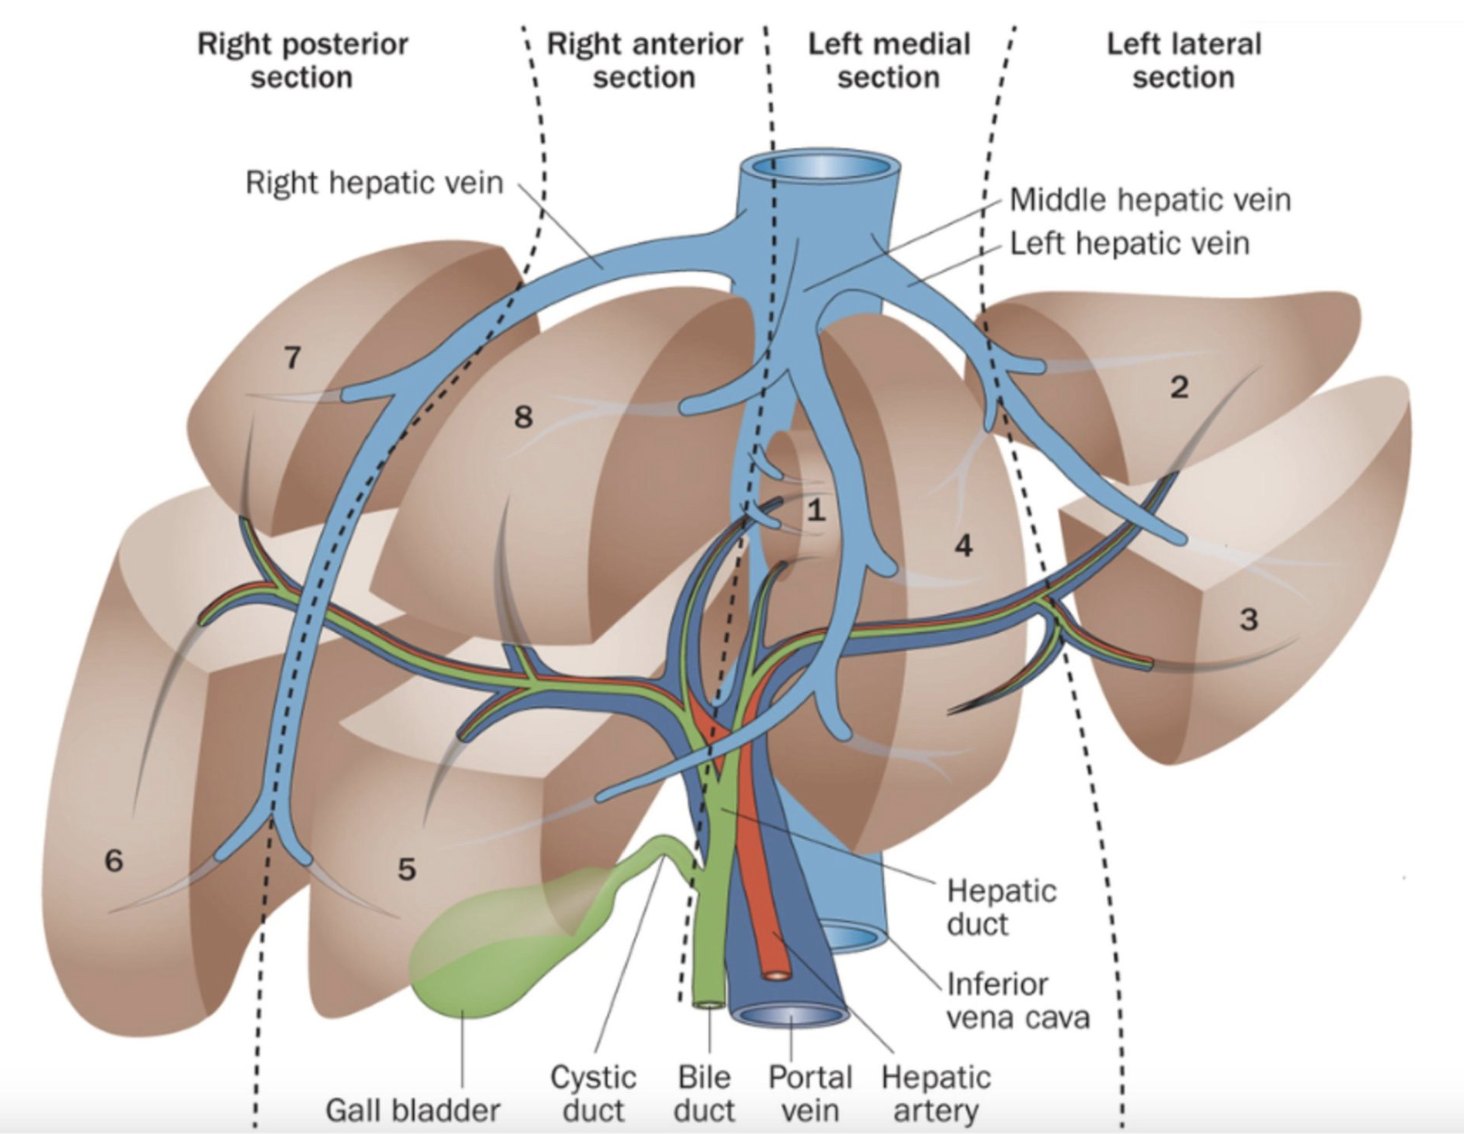 Right posterior
section
Right anterior
section
Left medial
section
Left lateral
section
Right hepatic vein
Middle hepatic vein
Left hepatic vein
7
8
2
1
4
3
6
5
Hepatic
duct
Inferior
vena cava
Gall bladder
Cystic
duct
Bile
duct
Portal
vein
Hepatic
artery